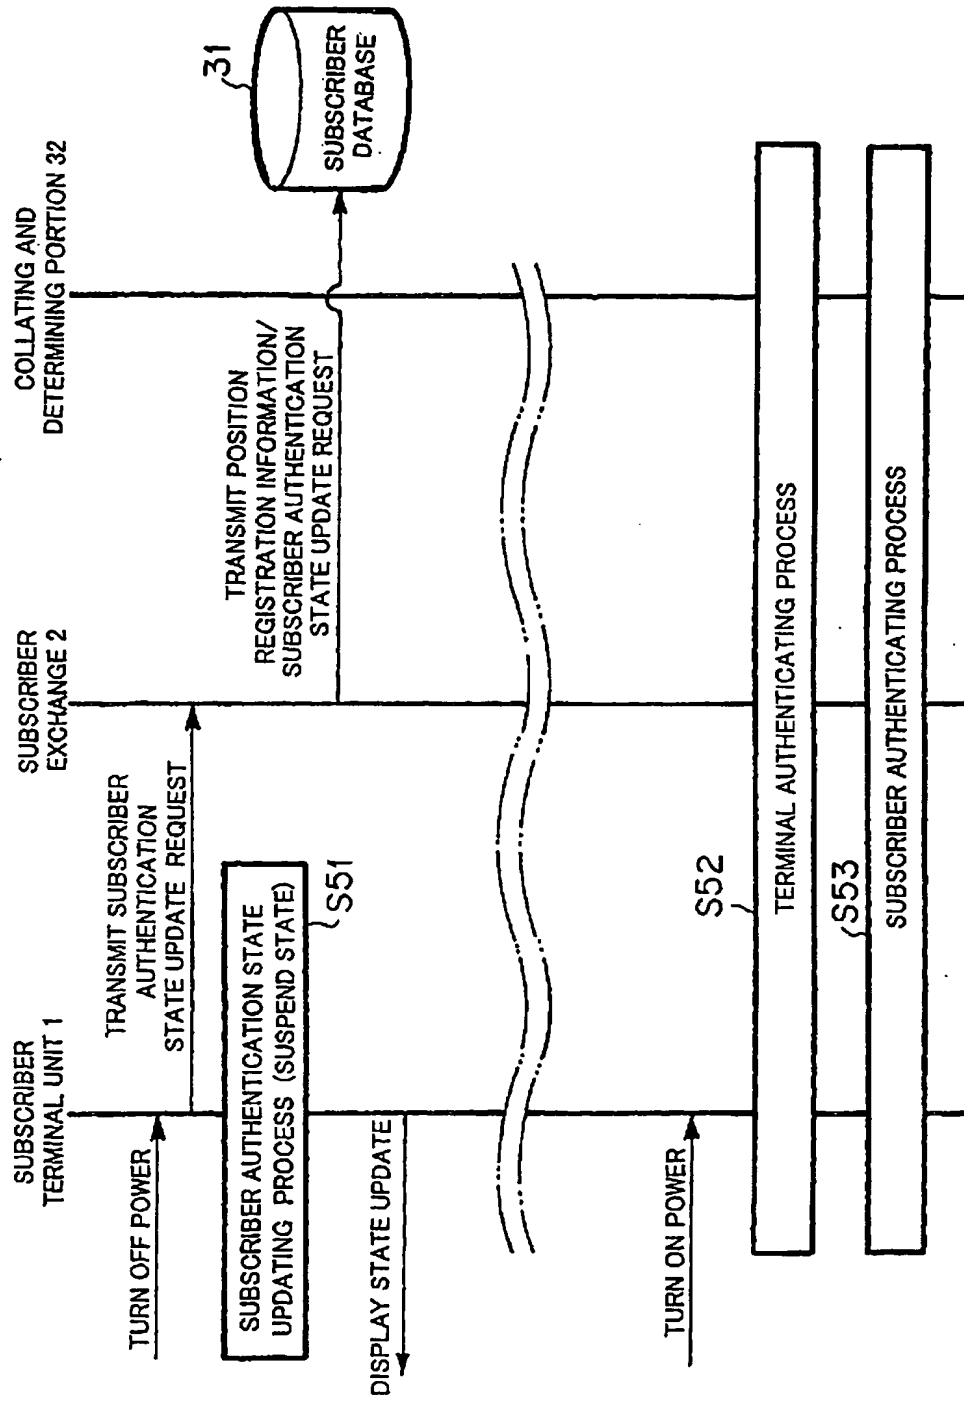 SUBSCRIBER
TERMINAL UNIT 1
SUBSCRIBER
EXCHANGE 2
COLLATING AND
DETERMINING PORTION 32
31
SUBSCRIBER
DATABASE
TURN OFF POWER
TRANSMIT SUBSCRIBER
AUTHENTICATION
STATE UPDATE REQUEST
SUBSCRIBER AUTHENTICATION STATE
UPDATING PROCESS (SUSPEND STATE)
S51
TRANSMIT POSITION
REGISTRATION INFORMATION/
SUBSCRIBER AUTHENTICATION
STATE UPDATE REQUEST
DISPLAY STATE UPDATE
TURN ON POWER
S52
TERMINAL AUTHENTICATING PROCESS
S53
SUBSCRIBER AUTHENTICATING PROCESS